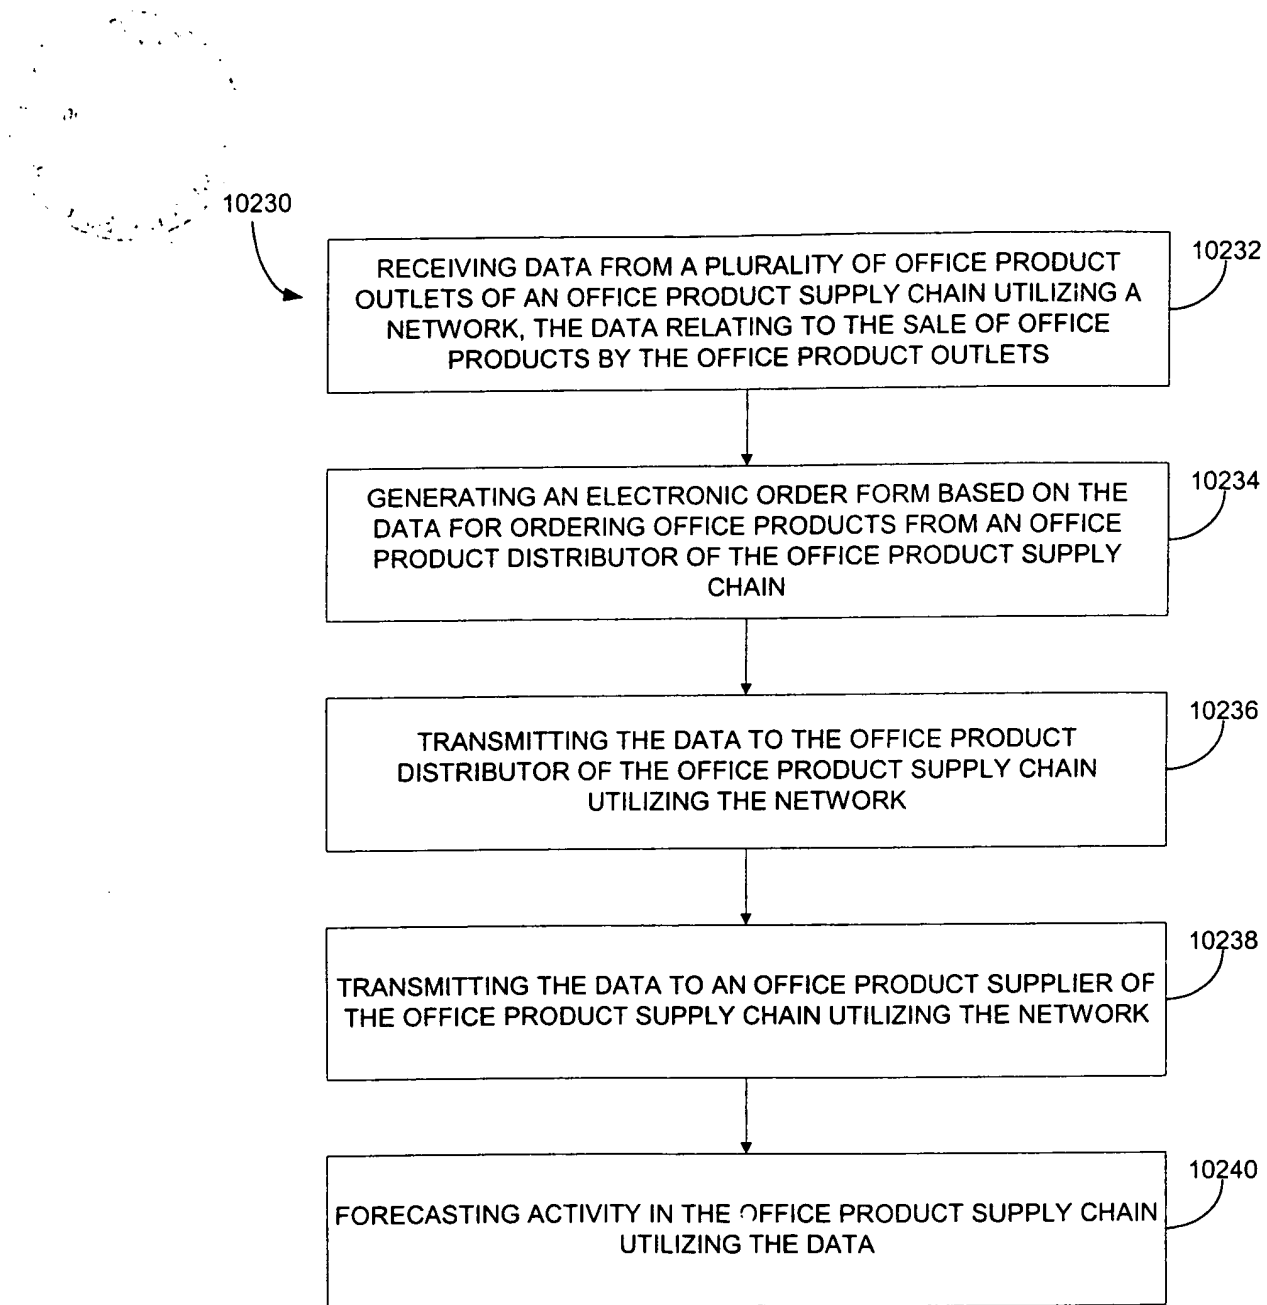 10230
10232
RECEIVING DATA FROM A PLURALITY OF OFFICE PRODUCT
OUTLETS OF AN OFFICE PRODUCT SUPPLY CHAIN UTILIZING A
NETWORK, THE DATA RELATING TO THE SALE OF OFFICE
PRODUCTS BY THE OFFICE PRODUCT OUTLETS
10234
GENERATING AN ELECTRONIC ORDER FORM BASED ON THE
DATA FOR ORDERING OFFICE PRODUCTS FROM AN OFFICE
PRODUCT DISTRIBUTOR OF THE OFFICE PRODUCT SUPPLY
CHAIN
10236
TRANSMITTING THE DATA TO THE OFFICE PRODUCT
DISTRIBUTOR OF THE OFFICE PRODUCT SUPPLY CHAIN
UTILIZING THE NETWORK
10238
TRANSMITTING THE DATA TO AN OFFICE PRODUCT SUPPLIER OF
THE OFFICE PRODUCT SUPPLY CHAIN UTILIZING THE NETWORK
10240
FORECASTING ACTIVITY IN THE OFFICE PRODUCT SUPPLY CHAIN
UTILIZING THE DATA